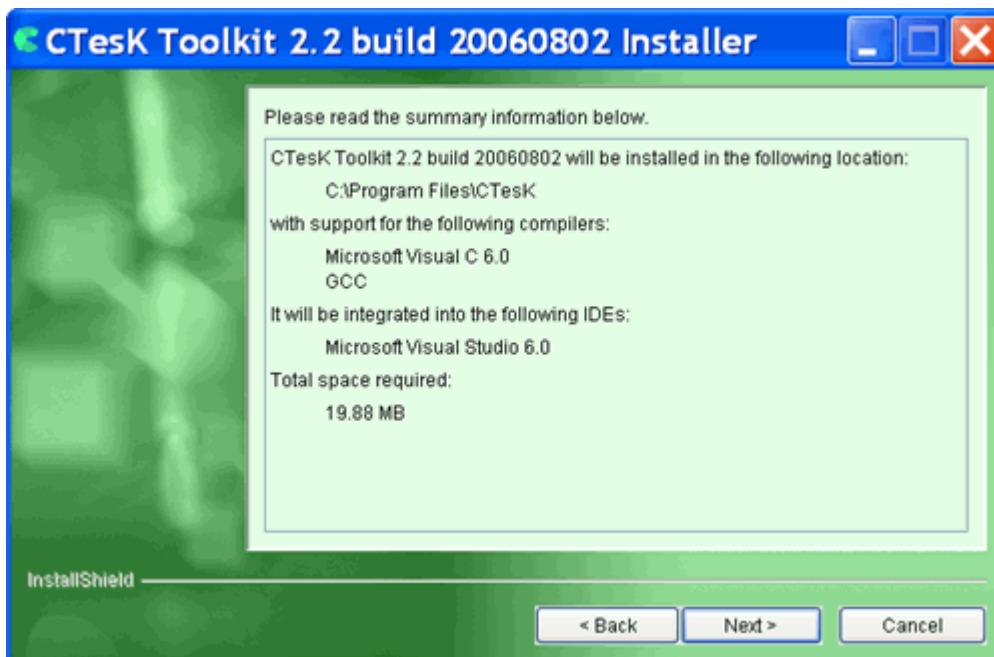 CTesK Toolkit 2.2 build 20060802 Installer
Please read the summary information below.
CTesK Toolkit 2.2 build 20060802 will be installed in the following location:
C:\Program Files\CTesK
with support for the following compilers:
Microsoft Visual C 6.0
GCC
It will be integrated into the following IDEs:
Microsoft Visual Studio 6.0
Total space required:
19.88 MB
InstallShield
< Back Next > Cancel